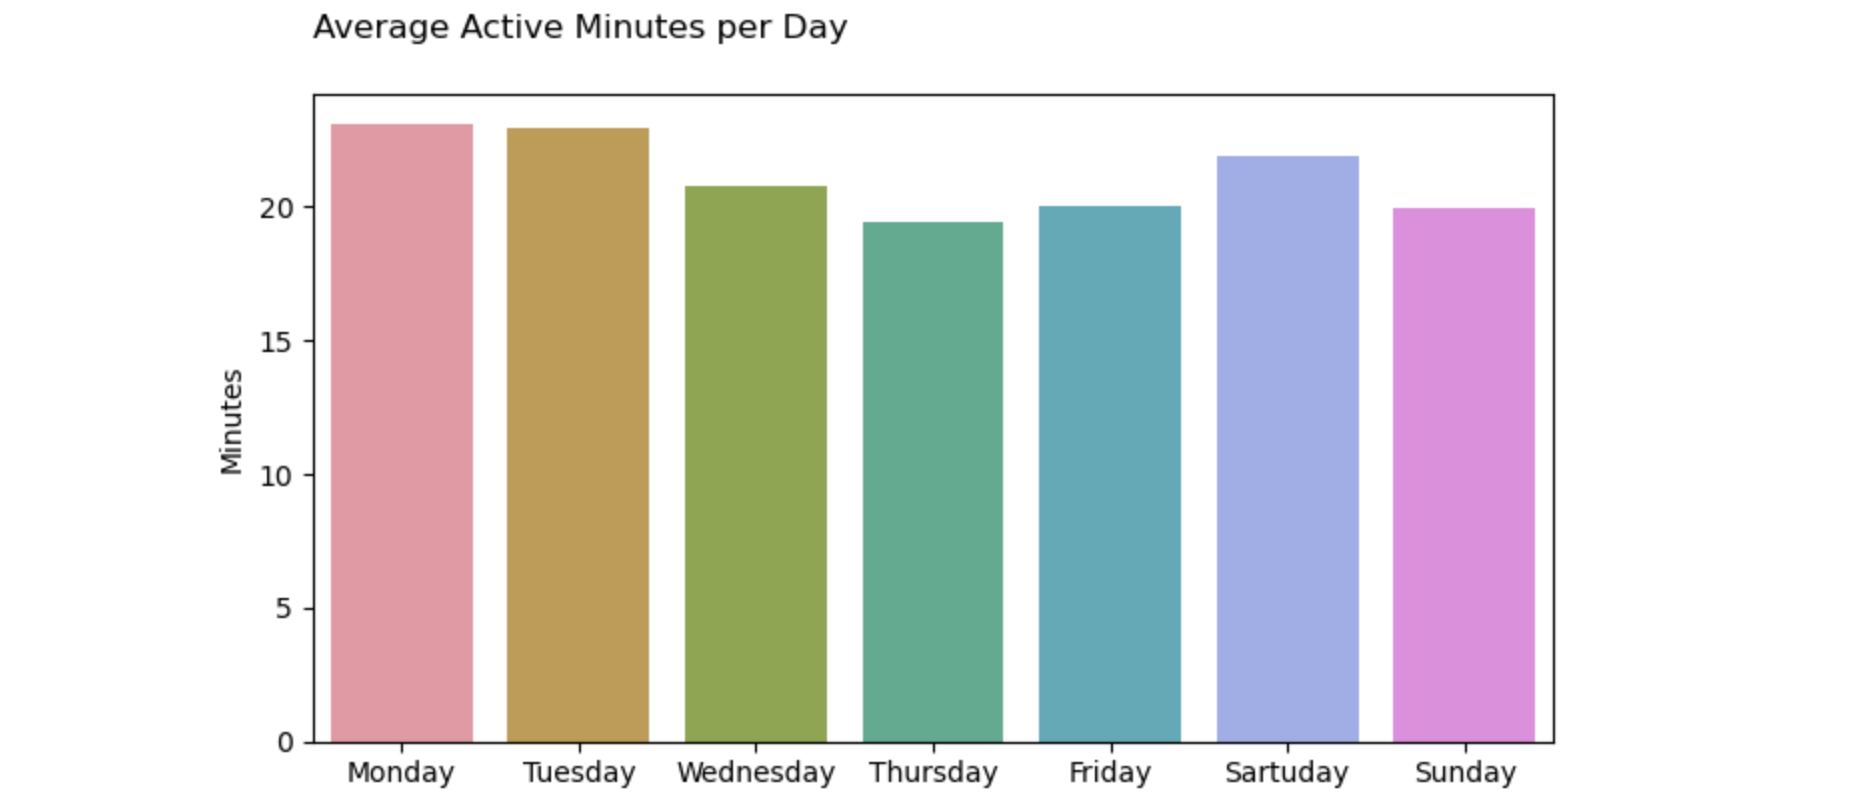 Average Active Minutes per Day
20
15
10
5
0
Minutes
Monday Tuesday Wednesday Thursday Friday Sartuday Sunday